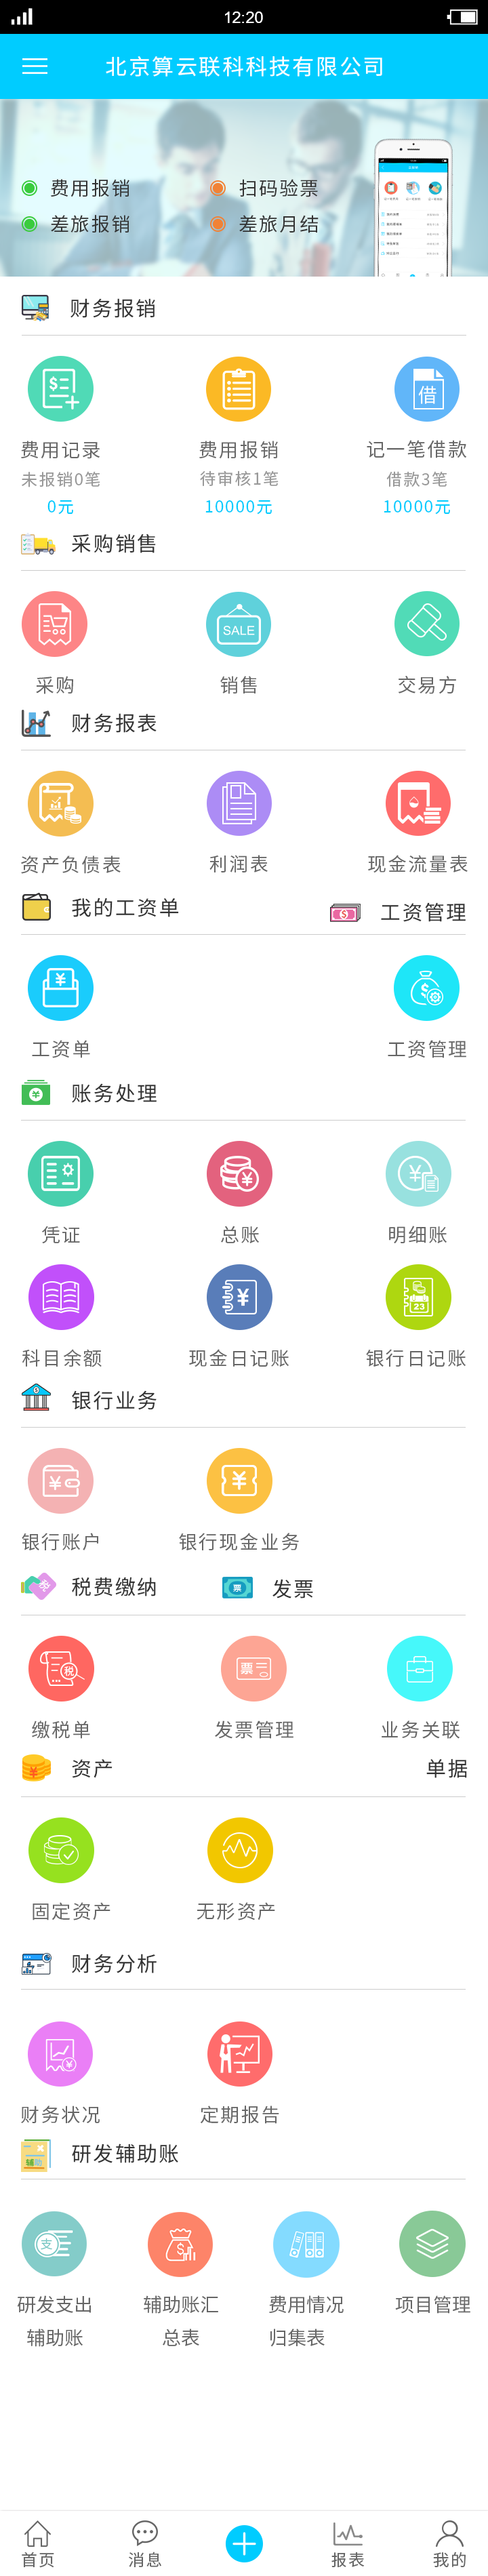 12:20
北京算云联科科技有限公司
费用报销 扫码验票
差旅报销 差旅月结
财务报销
借
费用记录 费用报销 记一笔借款
未报销0笔 待审核1笔 借款3笔
0元 10000元 10000元
采购销售
SALE
采购 销售 交易方
财务报表
资产负债表 利润表 现金流量表
我的工资单 工资管理
工资单 工资管理
账务处理
凭证 总账 明细账
23
科目余额 现金日记账 银行日记账
银行业务
银行账户 银行现金业务
税费缴纳 票 发票
税 票
缴税单 发票管理 业务关联
资产 单据
固定资产 无形资产
财务分析
财务状况 定期报告
辅助 研发辅助账
支
研发支出 辅助账汇 费用情况 项目管理
辅助账 总表 归集表
首页 消息 报表 我的